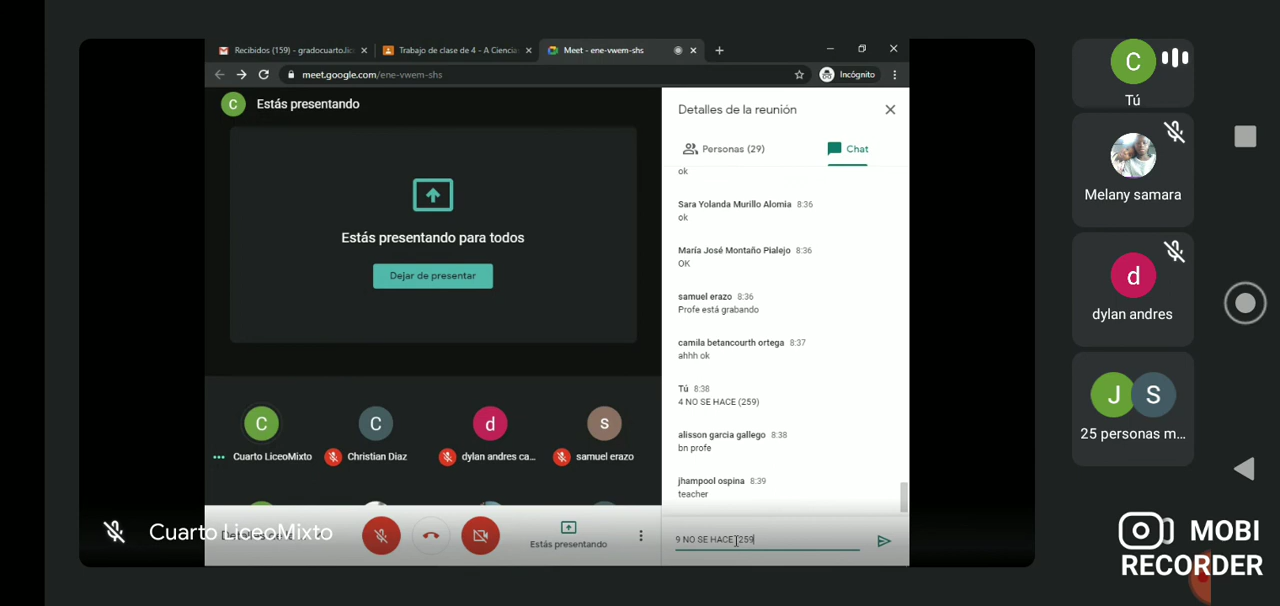 Recibidos (159) - gradocuarto.lic
Trabajo de clase de 4 - A Ciencia
Meet - ene-vwem-shs
meet.google.com/ene-vwem-shs
Incógnito
C
Estás presentando
Estás presentando para todos
Dejar de presentar
Detalles de la reunión
Personas (29)
Chat
ok
Sara Yolanda Murillo Alomia 8:36
ok
María José Montaño Pialejo 8:36
OK
samuel erazo 8:36
Profe está grabando
camila betancourth ortega 8:37
ahhh ok
Tú 8:38
4 NO SE HACE (259)
alisson garcia gallego 8:38
bn profe
jhampool ospina 8:39
teacher
9 NO SE HACE (259
C
Cuarto LiceoMixto
C
Christian Diaz
d
dylan andres ca...
s
samuel erazo
Cuarto LiceoMixto
Estás presentando
C
Tú
Melany samara
d
dylan andres
J S
25 personas m...
MOBI
RECORDER